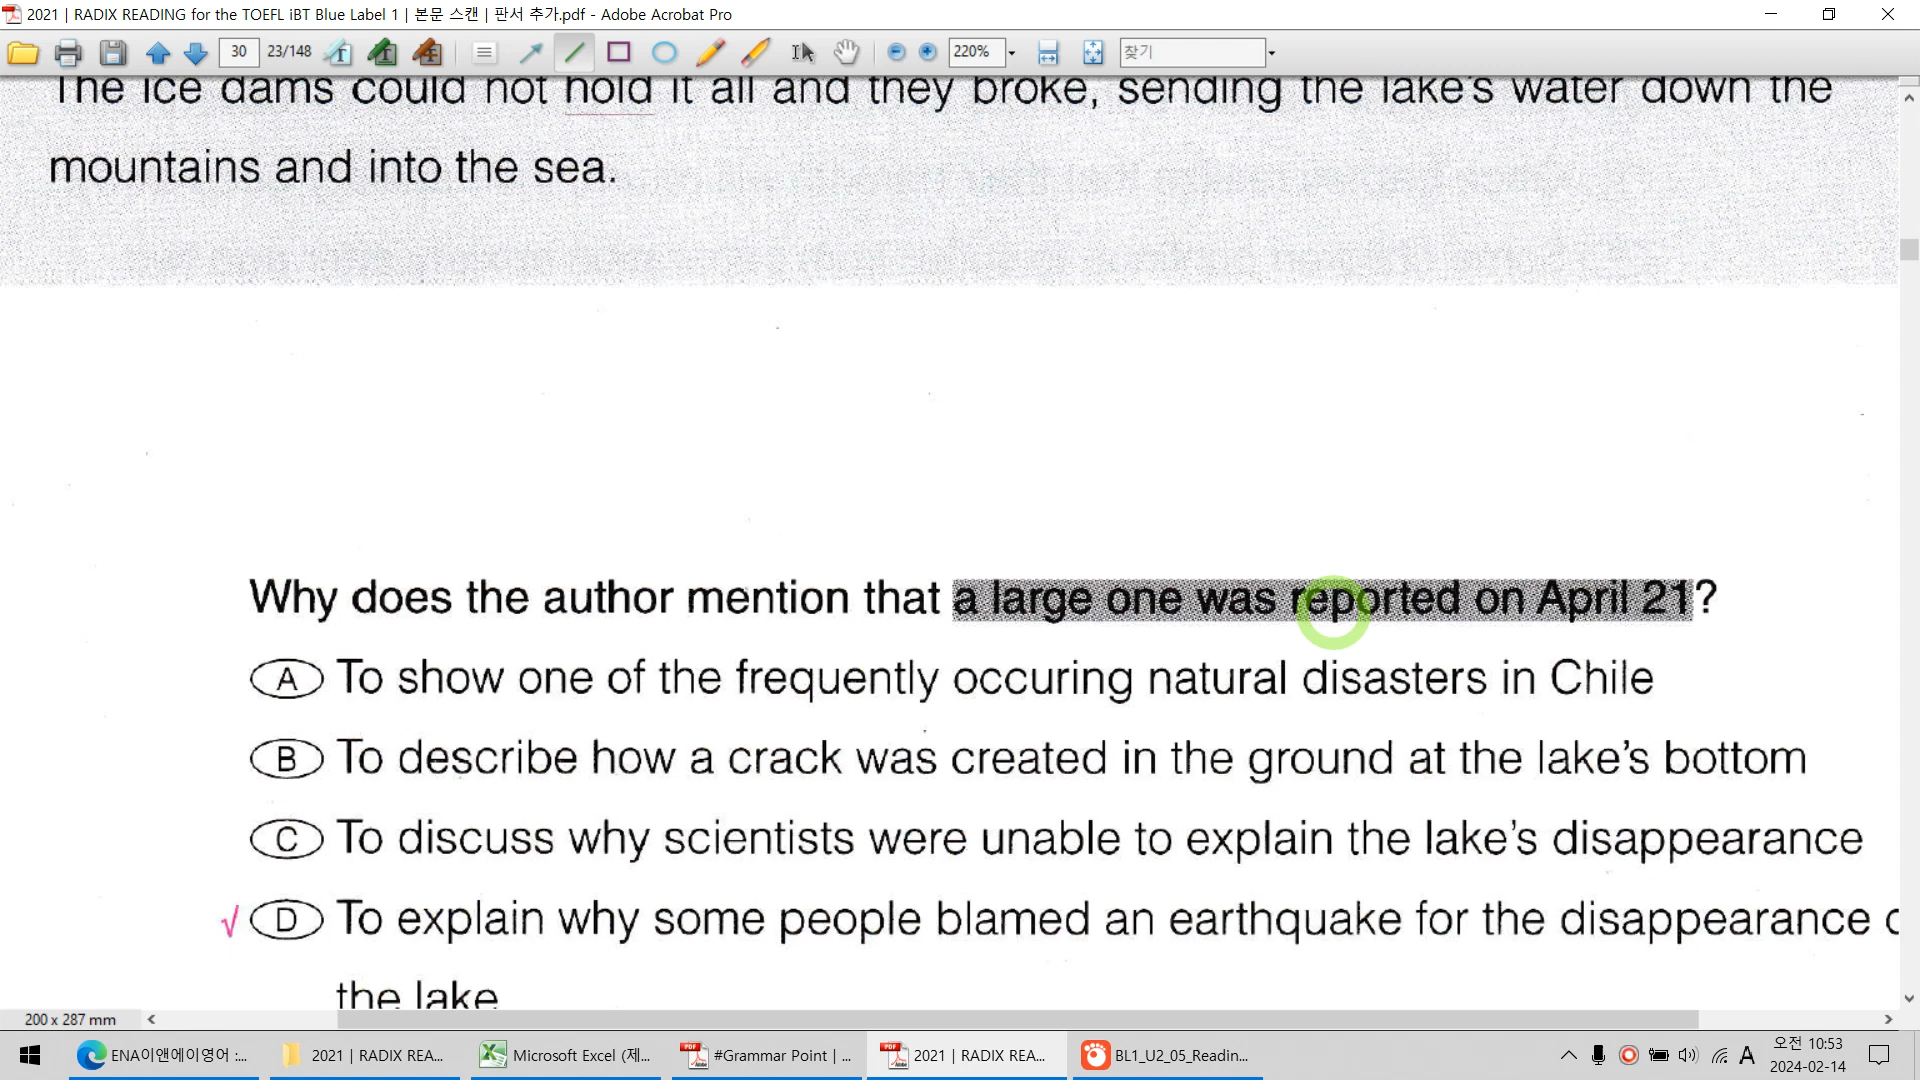 2021 | RADIX READING for the TOEFL iBT Blue Label 1 | 본문 스캔 | 판서 추가.pdf - Adobe Acrobat Pro
30 23/148 220% 찾기
The ice dams could not hold it all and they broke, sending the lake's water down the
mountains and into the sea.
Why does the author mention that a large one was reported on April 21?
A To show one of the frequently occuring natural disasters in Chile
B To describe how a crack was created in the ground at the lake's bottom
C To discuss why scientists were unable to explain the lake's disappearance
√ D To explain why some people blamed an earthquake for the disappearance
the lake
200 x 287 mm
ENA이앤에이영어 :... 2021 | RADIX REA... Microsoft Excel (제... #Grammar Point | ... 2021 | RADIX REA... BL1_U2_05_Readin... A 오전 10:53
2024-02-14